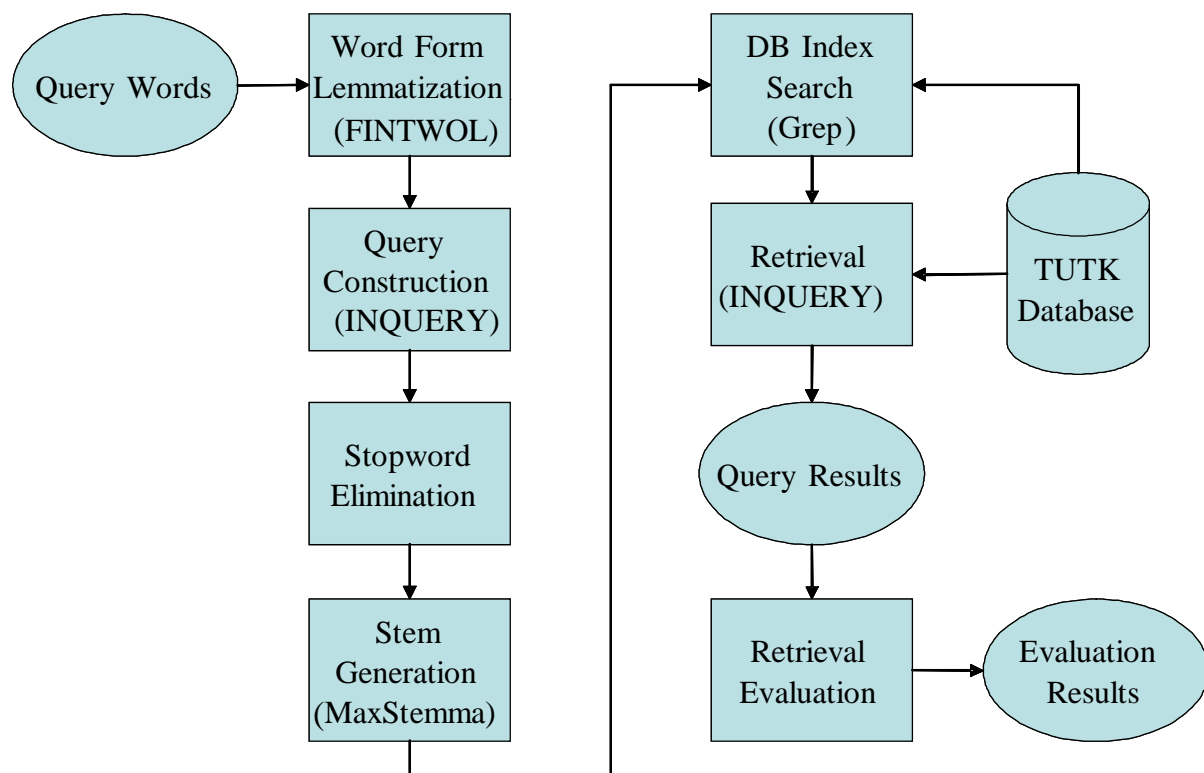 Query Words
Word Form
Lemmatization
(FINTWOL)
Query
Construction
(INQUERY)
Stopword
Elimination
Stem
Generation
(MaxStemma)
DB Index
Search
(Grep)
Retrieval
(INQUERY)
TUTK
Database
Query Results
Retrieval
Evaluation
Evaluation
Results